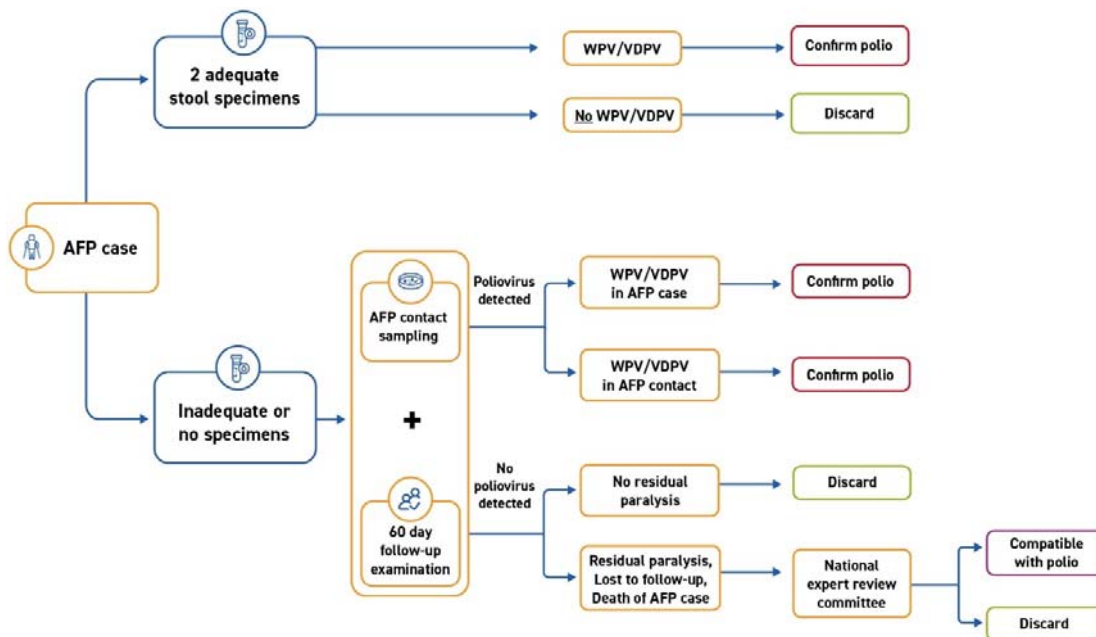 2 adequate
stool specimens
WPV/VDPV
Confirm polio
No WPV/VDPV
Discard
AFP case
AFP contact
sampling
Poliovirus
detected
WPV/VDPV
in AFP case
Confirm polio
WPV/VDPV
in AFP contact
Confirm polio
Inadequate or
no specimens
+
60 day
follow-up
examination
No
poliovirus
detected
No residual
paralysis
Discard
Residual paralysis,
Lost to follow-up,
Death of AFP case
National
expert review
committee
Compatible
with polio
Discard